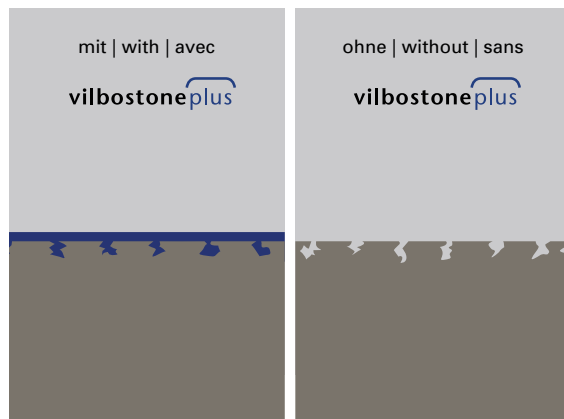 mit | with | avec
vilbostoneplus
ohne | without | sans
vilbostoneplus